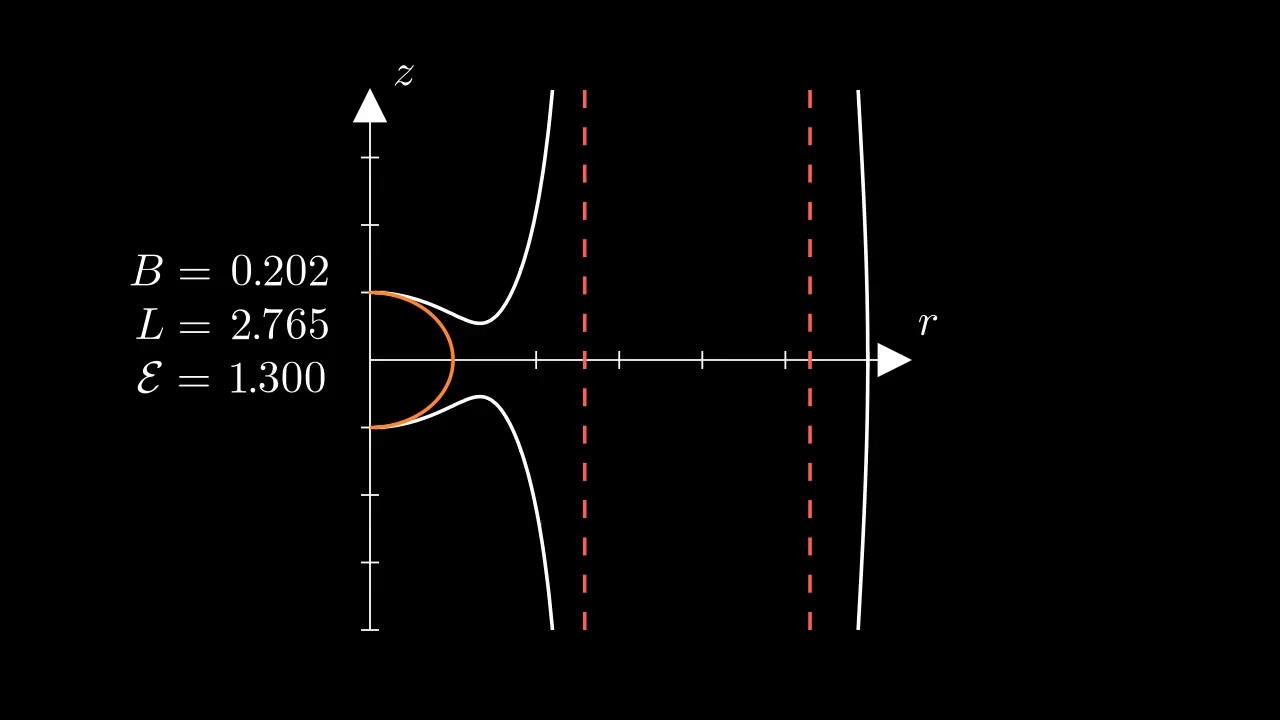 z
B = 0.202
L = 2.765
r
ℰ = 1.300